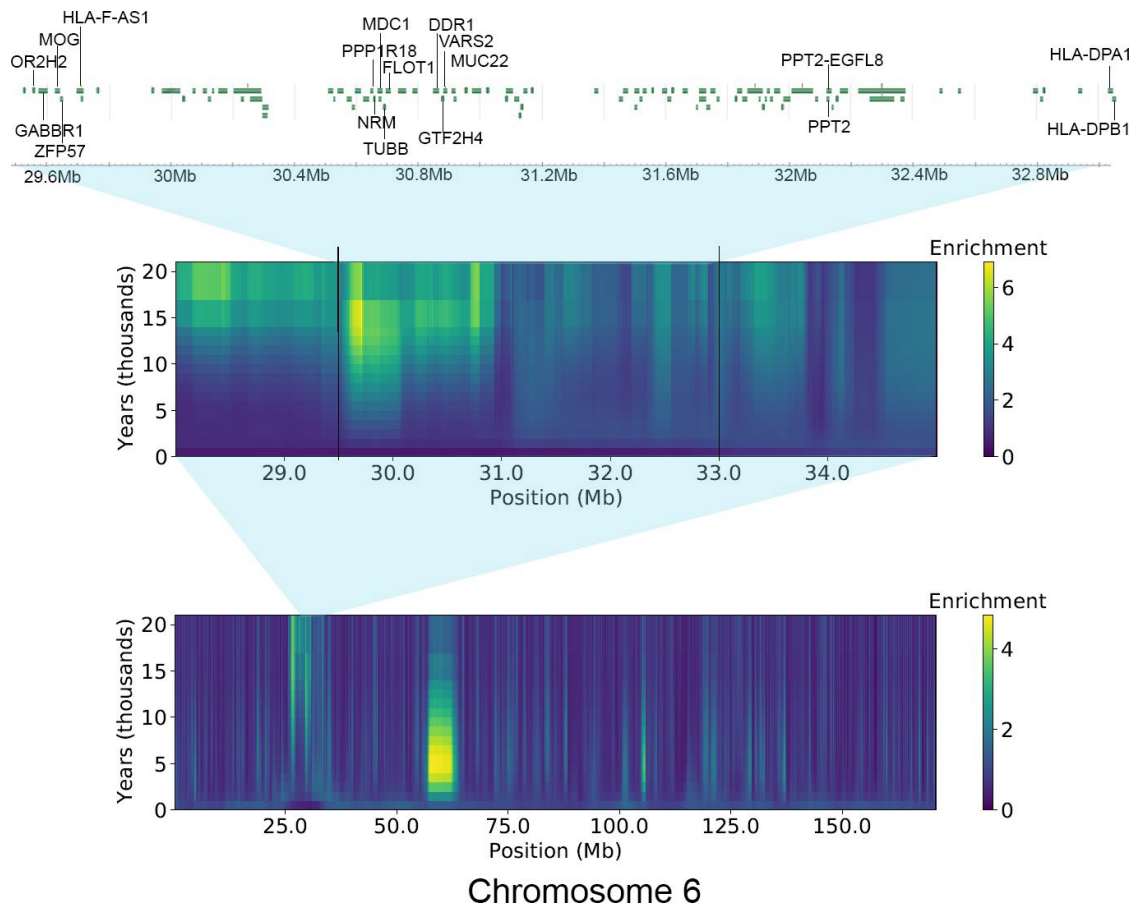 HLA-F-AS1
MDC1 DDR1
MOG VARS2
PPP1R18 MUC22 PPT2-EGFL8 HLA-DPA1
OR2H2 FLOT1
GABBR1 NRM PPT2 HLA-DPB1
ZFP57 TUBB GTF2H4
29.6Mb 30Mb 30.4Mb 30.8Mb 31.2Mb 31.6Mb 32Mb 32.4Mb 32.8Mb
Enrichment
Years (thousands)
20
15
10
5
0
6
4
2
0
29.0 30.0 31.0 32.0 33.0 34.0
Position (Mb)
Enrichment
Years (thousands)
20
15
10
5
0
4
2
0
25.0 50.0 75.0 100.0 125.0 150.0
Position (Mb)
Chromosome 6